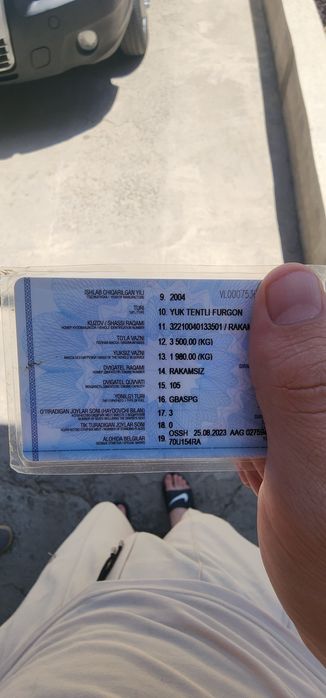 ISHLAB CHIQARILGAN YILI 9. 2004 VL000753
TURI 10. YUK TENTLI FURGON
KUZOV / SHASSI RAQAMI 11. 32210040133501 / RAKAM
TO'LA VAZNI 12. 3 500.00 (KG)
YUKSIZ VAZNI 13. 1 980.00 (KG)
DVIGATEL RAQAMI 14. RAKAMSIZ
DVIGATEL QUVVATI 15. 105
YONILG'I TURI 16. GBASPG
O'TIRADIGAN JOYLAR SONI (HAYDOVCHI BILAN) 17. 3
TIK TURADIGAN JOYLAR SONI 18. 0
ALOHIDA BELGILAR 19. OSSH 25.08.2023 AAG 027594
70U154RA